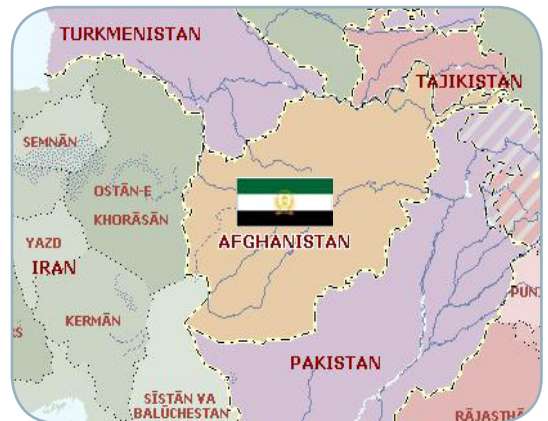 TURKMENISTAN
TAJIKISTAN
SEMNĀN
OSTĀN-E
KHORĀSĀN
AFGHANISTAN
YAZD
IRAN
KERMĀN
PAKISTAN
SĪSTĀN VA
BALŪCHESTAN